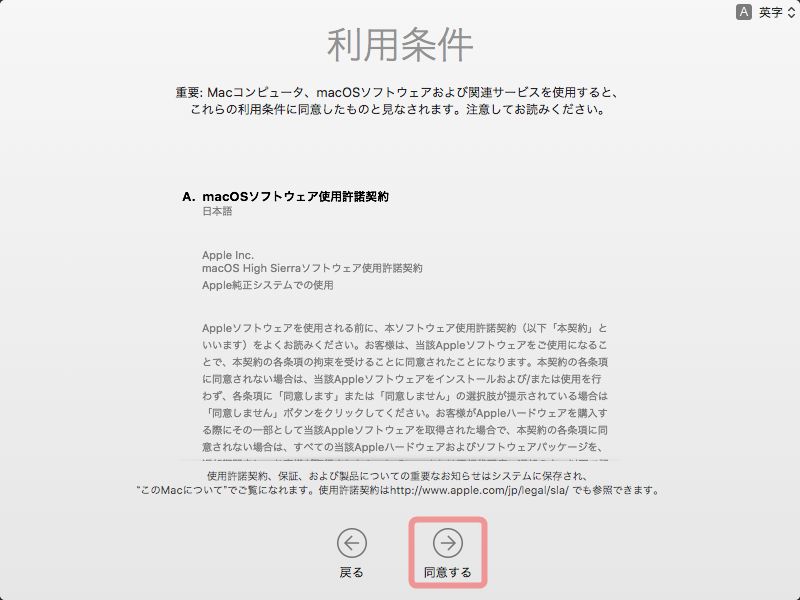 A 英字
利用条件
重要: Macコンピュータ、macOSソフトウェアおよび関連サービスを使用すると、
これらの利用条件に同意したものと見なされます。注意してお読みください。
A. macOSソフトウェア使用許諾契約
日本語
Apple Inc.
macOS High Sierraソフトウェア使用許諾契約
Apple純正システムでの使用
Appleソフトウェアを使用される前に、本ソフトウェア使用許諾契約（以下「本契約」と
いいます）をよくお読みください。お客様は、当該Appleソフトウェアをご使用になるこ
とで、本契約の各条項の拘束を受けることに同意されたことになります。本契約の各条項
に同意されない場合は、当該Appleソフトウェアをインストールおよび/または使用を行
わず、各条項に「同意します」または「同意しません」の選択肢が提示されている場合は
「同意しません」ボタンをクリックしてください。お客様がAppleハードウェアを購入す
る際にその一部として当該Appleソフトウェアを取得された場合で、本契約の各条項に同
意されない場合は、すべての当該Appleハードウェアおよびソフトウェアパッケージを、
使用許諾契約、保証、および製品についての重要なお知らせはシステムに保存され、
“このMacについて”でご覧になれます。使用許諾契約はhttp://www.apple.com/jp/legal/sla/ でも参照できます。
戻る
同意する